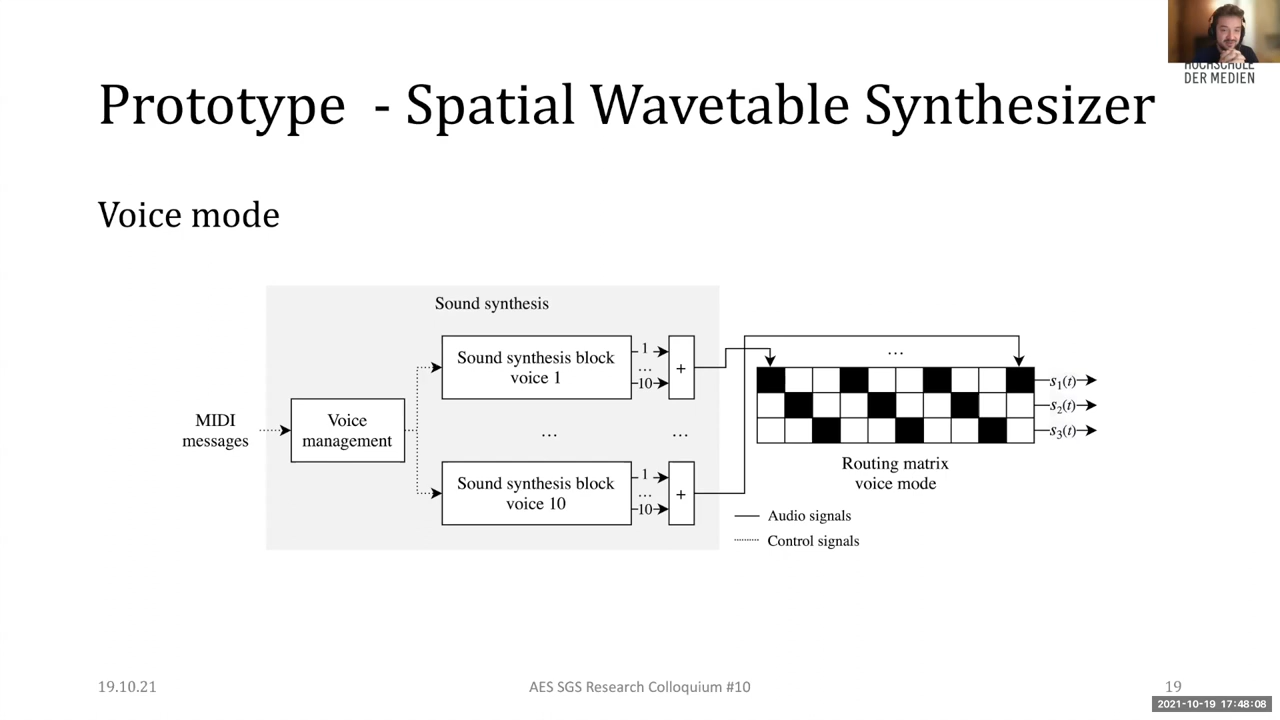 HOCHSCHULE
DER MEDIEN
Prototype - Spatial Wavetable Synthesizer
Voice mode
Sound synthesis
MIDI
messages
Voice
management
Sound synthesis block
voice 1
1
...
10
+
...
...
Sound synthesis block
voice 10
1
...
10
+
...
s1(t)
s2(t)
s3(t)
Routing matrix
voice mode
Audio signals
Control signals
19.10.21
AES SGS Research Colloquium #10
19
2021-10-19 17:48:08